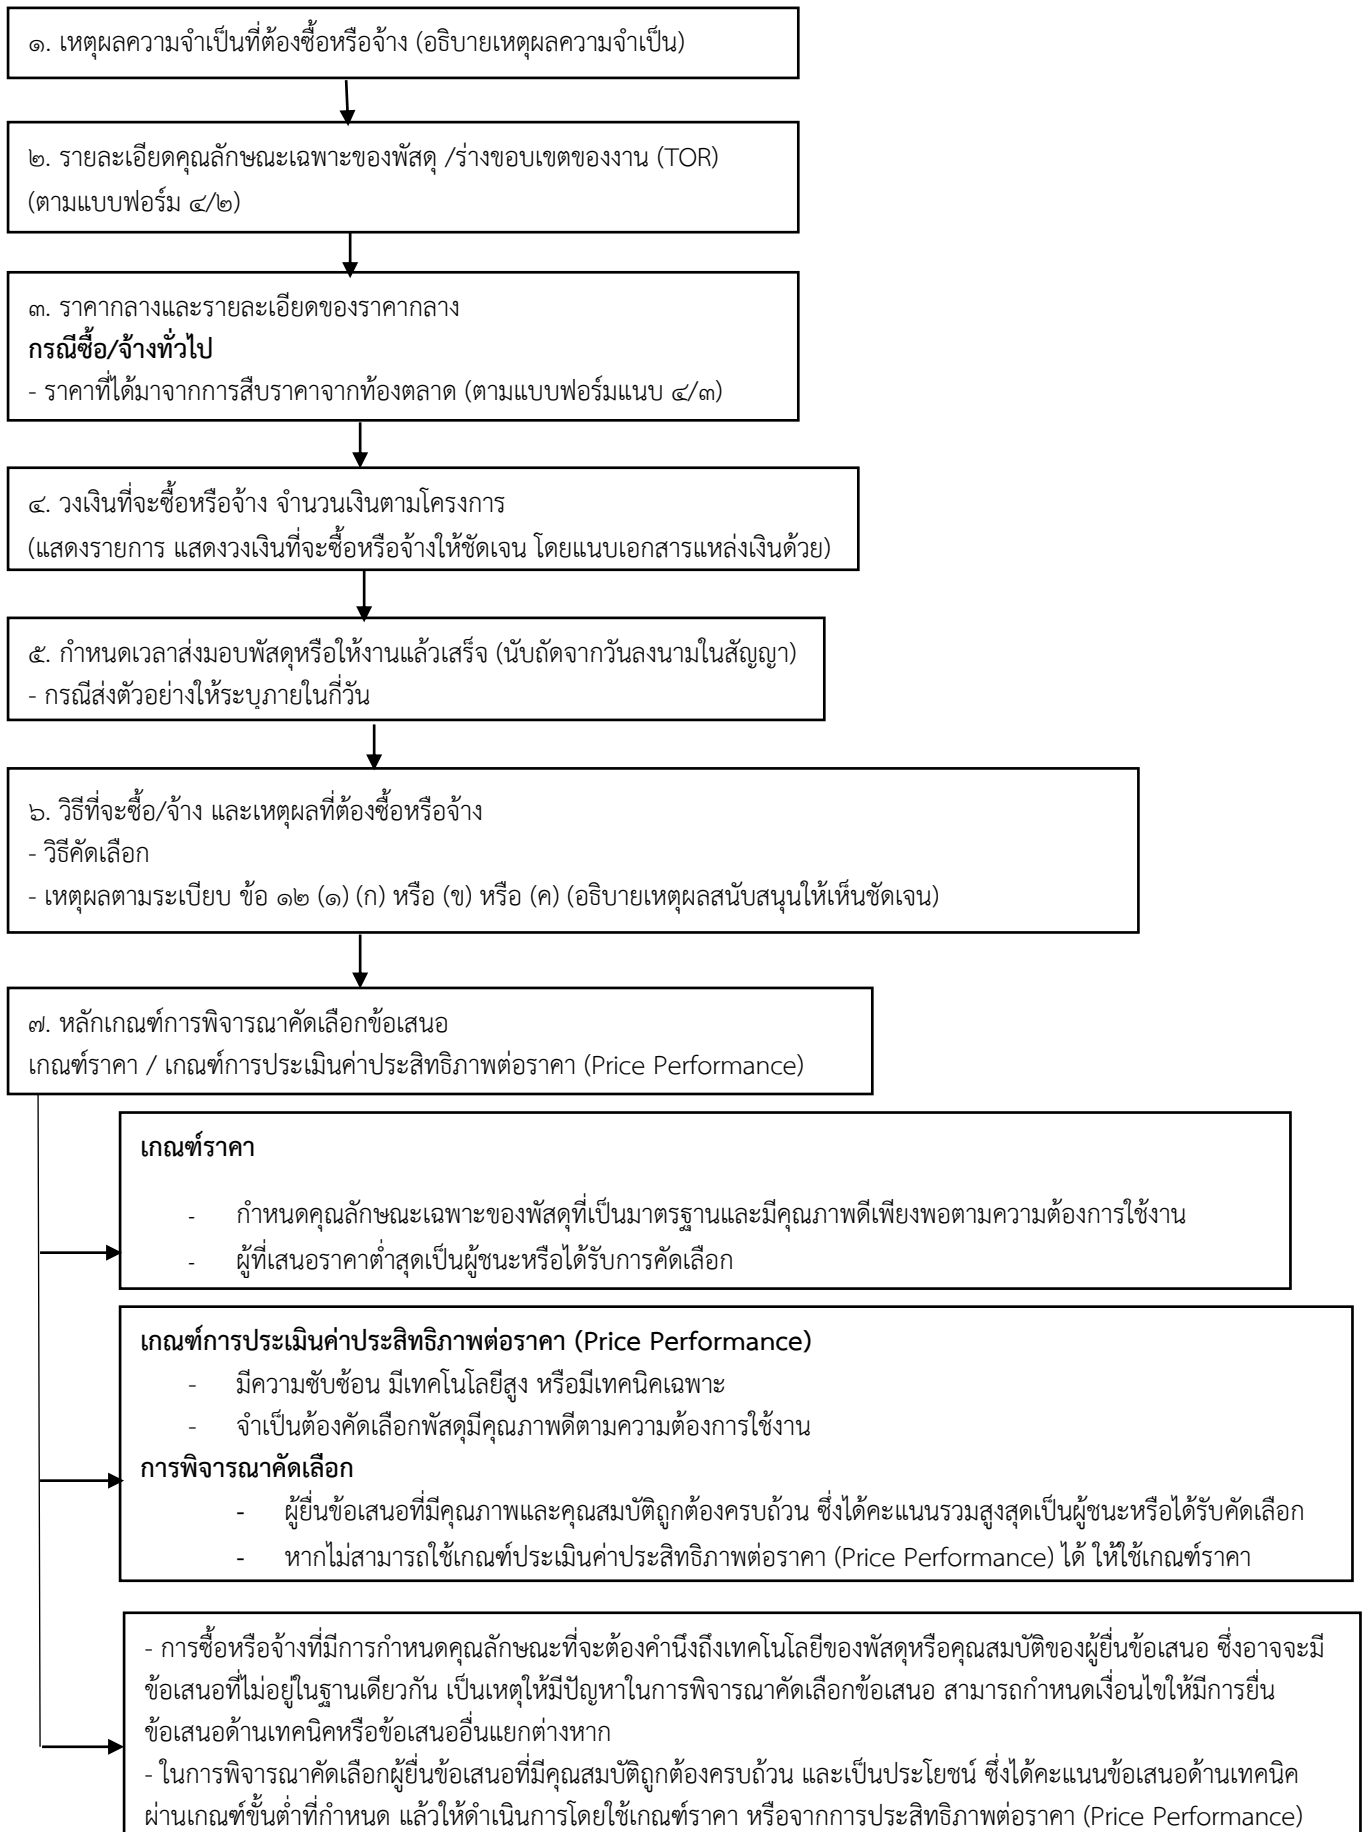 ๑. เหตุผลความจำเป็นที่ต้องซื้อหรือจ้าง (อธิบายเหตุผลความจำเป็น)
๒. รายละเอียดคุณลักษณะเฉพาะของพัสดุ /ร่างขอบเขตของงาน (TOR)
(ตามแบบฟอร์ม ๔/๒)
๓. ราคากลางและรายละเอียดของราคากลาง
กรณีซื้อ/จ้างทั่วไป
- ราคาที่ได้มาจากการสืบราคาจากท้องตลาด (ตามแบบฟอร์มแนบ ๔/๓)
๔. วงเงินที่จะซื้อหรือจ้าง จำนวนเงินตามโครงการ
(แสดงรายการ แสดงวงเงินที่จะซื้อหรือจ้างให้ชัดเจน โดยแนบเอกสารแหล่งเงินด้วย)
๕. กำหนดเวลาส่งมอบพัสดุหรือให้งานแล้วเสร็จ (นับถัดจากวันลงนามในสัญญา)
- กรณีส่งตัวอย่างให้ระบุภายในกี่วัน
๖. วิธีที่จะซื้อ/จ้าง และเหตุผลที่ต้องซื้อหรือจ้าง
- วิธีคัดเลือก
- เหตุผลตามระเบียบ ข้อ ๑๒ (๑) (ก) หรือ (ข) หรือ (ค) (อธิบายเหตุผลสนับสนุนให้เห็นชัดเจน)
๗. หลักเกณฑ์การพิจารณาคัดเลือกข้อเสนอ
เกณฑ์ราคา / เกณฑ์การประเมินค่าประสิทธิภาพต่อราคา (Price Performance)
เกณฑ์ราคา
- กำหนดคุณลักษณะเฉพาะของพัสดุที่เป็นมาตรฐานและมีคุณภาพดีเพียงพอตามความต้องการใช้งาน
- ผู้ที่เสนอราคาต่ำสุดเป็นผู้ชนะหรือได้รับการคัดเลือก
เกณฑ์การประเมินค่าประสิทธิภาพต่อราคา (Price Performance)
- มีความซับซ้อน มีเทคโนโลยีสูง หรือมีเทคนิคเฉพาะ
- จำเป็นต้องคัดเลือกพัสดุมีคุณภาพดีตามความต้องการใช้งาน
การพิจารณาคัดเลือก
- ผู้ยื่นข้อเสนอที่มีคุณภาพและคุณสมบัติถูกต้องครบถ้วน ซึ่งได้คะแนนรวมสูงสุดเป็นผู้ชนะหรือได้รับคัดเลือก
- หากไม่สามารถใช้เกณฑ์ประเมินค่าประสิทธิภาพต่อราคา (Price Performance) ได้ ให้ใช้เกณฑ์ราคา
- การซื้อหรือจ้างที่มีการกำหนดคุณลักษณะที่จะต้องคำนึงถึงเทคโนโลยีของพัสดุหรือคุณสมบัติของผู้ยื่นข้อเสนอ ซึ่งอาจจะมี
ข้อเสนอที่ไม่อยู่ในฐานเดียวกัน เป็นเหตุให้มีปัญหาในการพิจารณาคัดเลือกข้อเสนอ สามารถกำหนดเงื่อนไขให้มีการยื่น
ข้อเสนอด้านเทคนิคหรือข้อเสนออื่นแยกต่างหาก
- ในการพิจารณาคัดเลือกผู้ยื่นข้อเสนอที่มีคุณสมบัติถูกต้องครบถ้วน และเป็นประโยชน์ ซึ่งได้คะแนนข้อเสนอด้านเทคนิค
ผ่านเกณฑ์ขั้นต่ำที่กำหนด แล้วให้ดำเนินการโดยใช้เกณฑ์ราคา หรือจากการประสิทธิภาพต่อราคา (Price Performance)